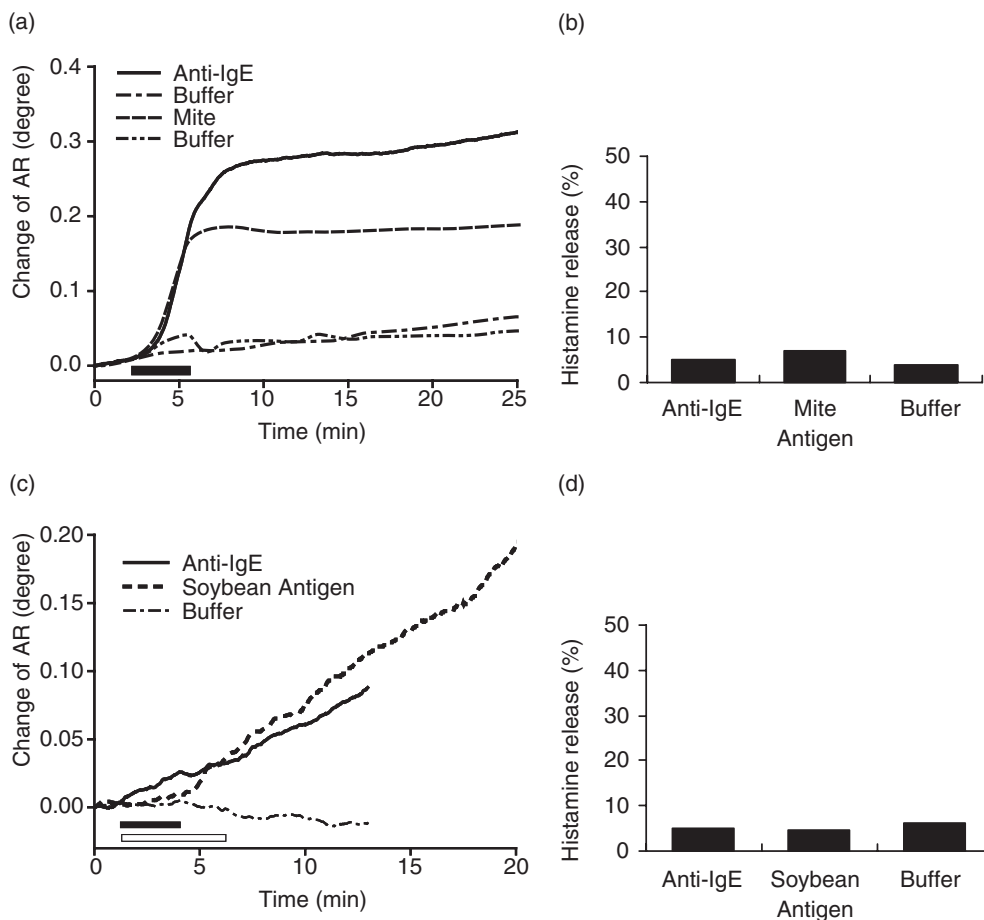 (a)
Change of AR (degree)
0.4
0.3
0.2
0.1
0.0
Anti-IgE
Buffer
Mite
Buffer
0 5 10 15 20 25
Time (min)
(b)
Histamine release (%)
50
40
30
20
10
0
Anti-IgE Mite Buffer
Antigen
(c)
Change of AR (degree)
0.20
0.15
0.10
0.05
0.00
Anti-IgE
Soybean Antigen
Buffer
0 5 10 15 20
Time (min)
(d)
Histamine release (%)
50
40
30
20
10
0
Anti-IgE Soybean Buffer
Antigen